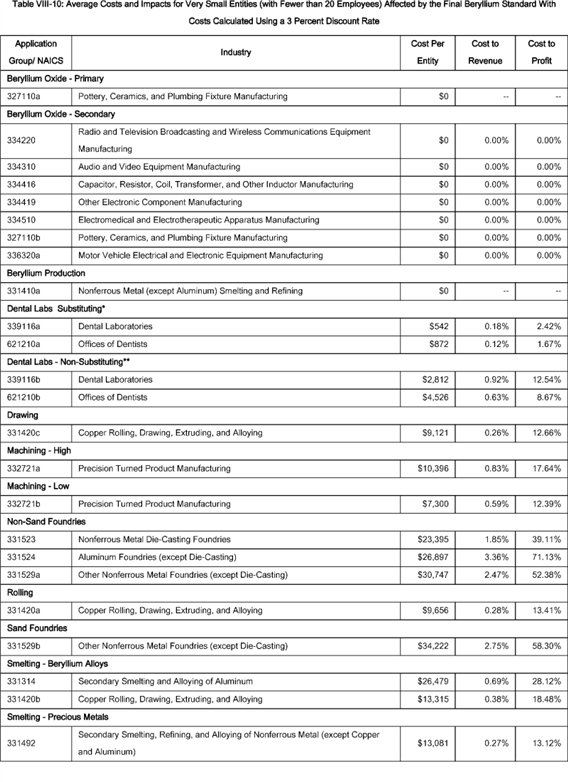 Table VIII-10: Average Costs and Impacts for Very Small Entities (with Fewer than 20 Employees) Affected by the Final Beryllium Standard With
Costs Calculated Using a 3 Percent Discount Rate
Application Group/ NAICS Industry Cost Per Entity Cost to Revenue Cost to Profit
Beryllium Oxide - Primary
327110a Pottery, Ceramics, and Plumbing Fixture Manufacturing $0 -- --
Beryllium Oxide - Secondary
334220 Radio and Television Broadcasting and Wireless Communications Equipment Manufacturing $0 0.00% 0.00%
334310 Audio and Video Equipment Manufacturing $0 0.00% 0.00%
334416 Capacitor, Resistor, Coil, Transformer, and Other Inductor Manufacturing $0 0.00% 0.00%
334419 Other Electronic Component Manufacturing $0 0.00% 0.00%
334510 Electromedical and Electrotherapeutic Apparatus Manufacturing $0 0.00% 0.00%
327110b Pottery, Ceramics, and Plumbing Fixture Manufacturing $0 0.00% 0.00%
336320a Motor Vehicle Electrical and Electronic Equipment Manufacturing $0 0.00% 0.00%
Beryllium Production
331410a Nonferrous Metal (except Aluminum) Smelting and Refining $0 -- --
Dental Labs Substituting*
339116a Dental Laboratories $542 0.18% 2.42%
621210a Offices of Dentists $872 0.12% 1.67%
Dental Labs - Non-Substituting**
339116b Dental Laboratories $2,812 0.92% 12.54%
621210b Offices of Dentists $4,526 0.63% 8.67%
Drawing
331420c Copper Rolling, Drawing, Extruding, and Alloying $9,121 0.26% 12.66%
Machining - High
332721a Precision Turned Product Manufacturing $10,396 0.83% 17.64%
Machining - Low
332721b Precision Turned Product Manufacturing $7,300 0.59% 12.39%
Non-Sand Foundries
331523 Nonferrous Metal Die-Casting Foundries $23,395 1.85% 39.11%
331524 Aluminum Foundries (except Die-Casting) $26,897 3.36% 71.13%
331529a Other Nonferrous Metal Foundries (except Die-Casting) $30,747 2.47% 52.38%
Rolling
331420a Copper Rolling, Drawing, Extruding, and Alloying $9,656 0.28% 13.41%
Sand Foundries
331529b Other Nonferrous Metal Foundries (except Die-Casting) $34,222 2.75% 58.30%
Smelting - Beryllium Alloys
331314 Secondary Smelting and Alloying of Aluminum $26,479 0.69% 28.12%
331420b Copper Rolling, Drawing, Extruding, and Alloying $13,315 0.38% 18.48%
Smelting - Precious Metals
331492 Secondary Smelting, Refining, and Alloying of Nonferrous Metal (except Copper and Aluminum) $13,081 0.27% 13.12%